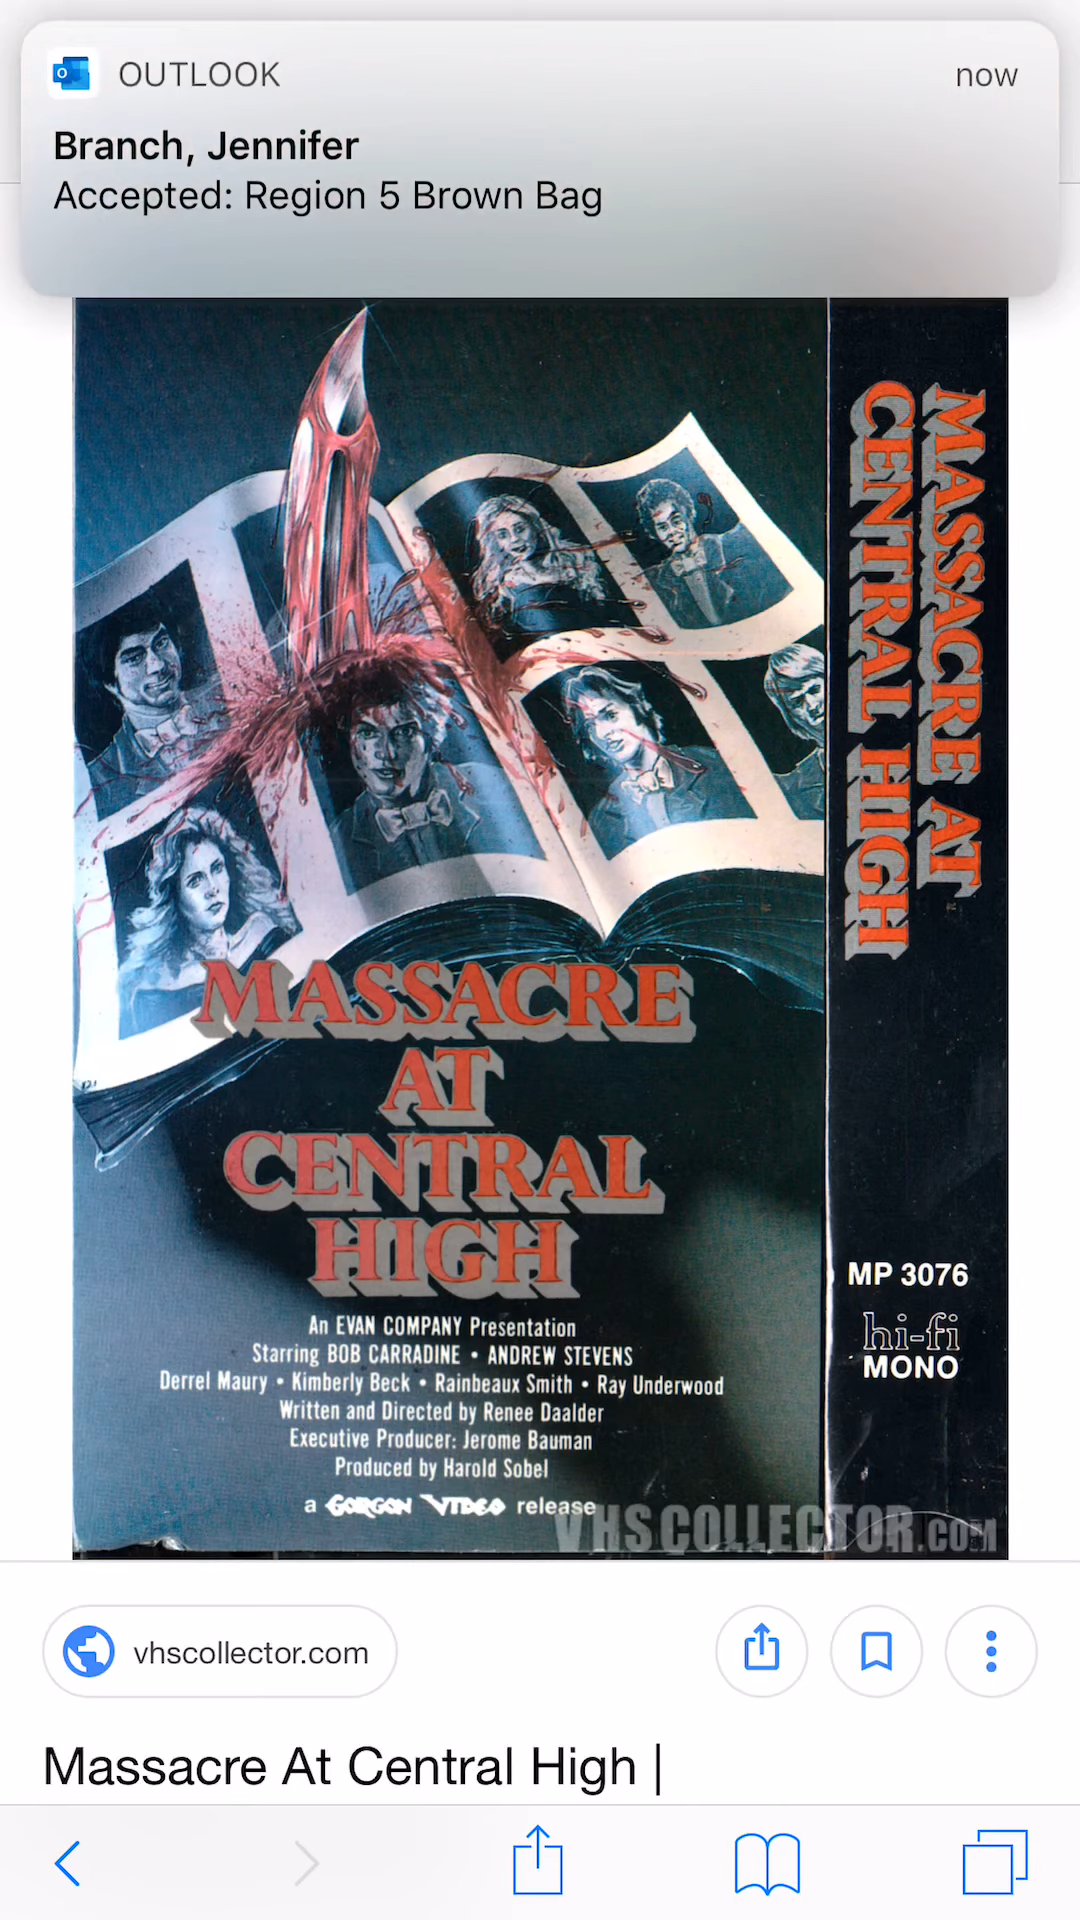 OUTLOOK
now
Branch, Jennifer
Accepted: Region 5 Brown Bag
MASSACRE AT
CENTRAL HIGH
MASSACRE
AT
CENTRAL
HIGH
An EVAN COMPANY Presentation
Starring BOB CARRADINE • ANDREW STEVENS
Derrel Maury • Kimberly Beck • Rainbeaux Smith • Ray Underwood
Written and Directed by Renee Daalder
Executive Producer: Jerome Bauman
Produced by Harold Sobel
a GORGON VIDEO release
MP 3076
hi-fi
MONO
VHSCOLLECTOR.COM
vhscollector.com
Massacre At Central High |